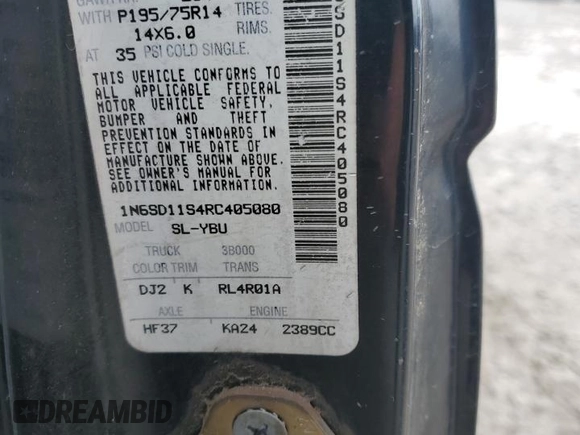 WITH P195/75R14 TIRES.
14X6.0 RIMS.
AT 35 PSI COLD SINGLE.
THIS VEHICLE CONFORMS TO
ALL APPLICABLE FEDERAL
MOTOR VEHICLE SAFETY,
BUMPER AND THEFT
PREVENTION STANDARDS IN
EFFECT ON THE DATE OF
MANUFACTURE SHOWN ABOVE.
SEE OWNER'S MANUAL FOR
ADDITIONAL INFORMATION
1N6SD11S4RC405080
MODEL SL-YBU
TRUCK 3B000
COLOR TRIM TRANS
DJ2 K RL4R01A
AXLE ENGINE
HF37 KA24 2389CC
SD11S4RC405080
DREAMBID